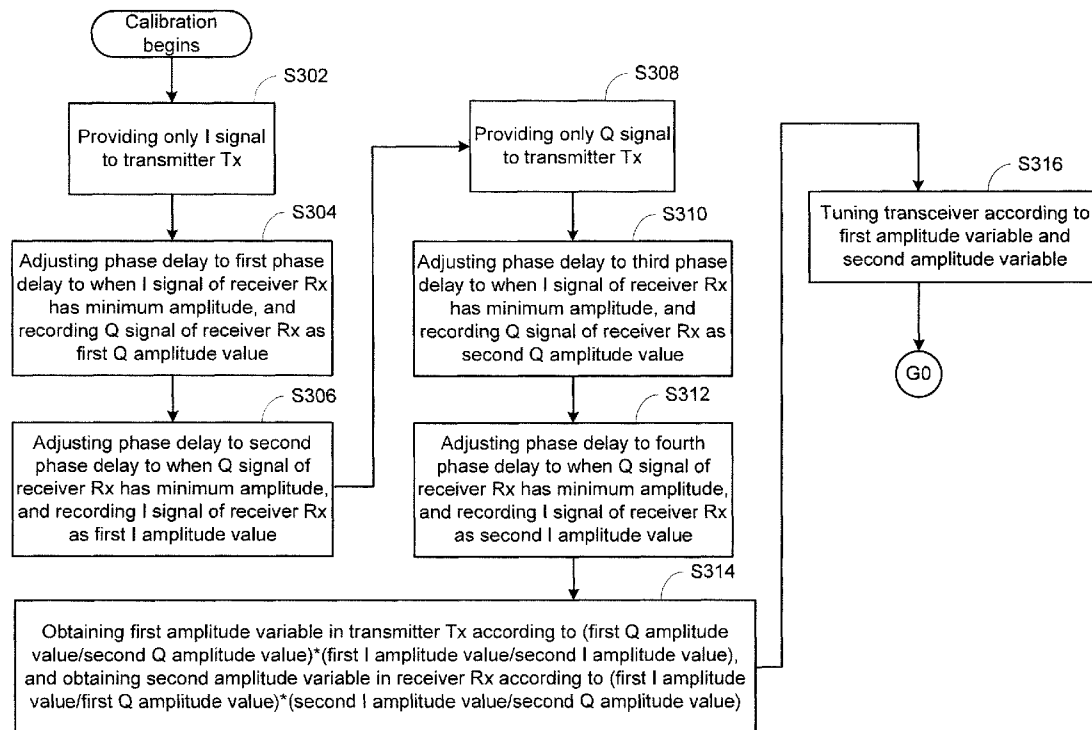 Calibration
begins
S302
Providing only I signal
to transmitter Tx
S304
Adjusting phase delay to first phase
delay to when I signal of receiver Rx
has minimum amplitude, and
recording Q signal of receiver Rx as
first Q amplitude value
S306
Adjusting phase delay to second
phase delay to when Q signal of
receiver Rx has minimum amplitude,
and recording I signal of receiver Rx
as first I amplitude value
S308
Providing only Q signal
to transmitter Tx
S310
Adjusting phase delay to third phase
delay to when I signal of receiver Rx
has minimum amplitude, and
recording Q signal of receiver Rx as
second Q amplitude value
S312
Adjusting phase delay to fourth
phase delay to when Q signal of
receiver Rx has minimum amplitude,
and recording I signal of receiver Rx
as second I amplitude value
S314
Obtaining first amplitude variable in transmitter Tx according to (first Q amplitude
value/second Q amplitude value)*(first I amplitude value/second I amplitude value),
and obtaining second amplitude variable in receiver Rx according to (first I amplitude
value/first Q amplitude value)*(second I amplitude value/second Q amplitude value)
S316
Tuning transceiver according to
first amplitude variable and
second amplitude variable
G0